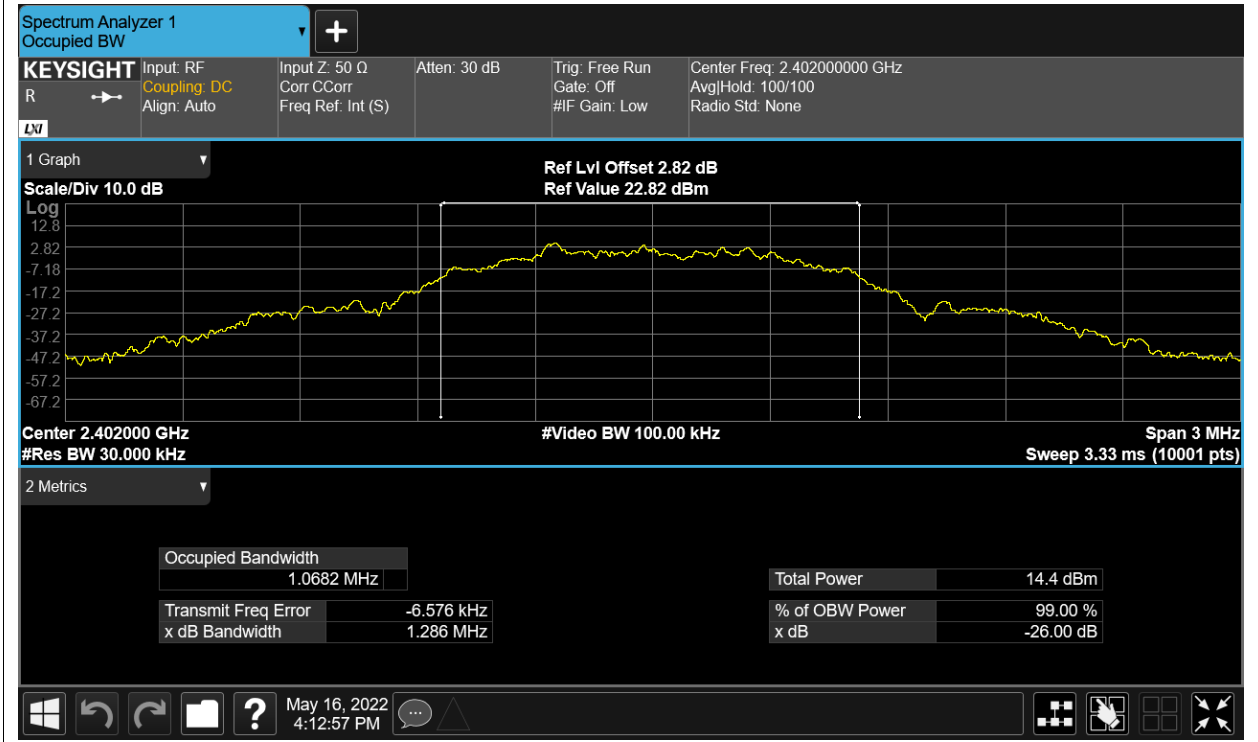 Spectrum Analyzer 1
Occupied BW
KEYSIGHT
R
LXI
Input: RF
Coupling: DC
Align: Auto
Input Z: 50 Ω
Corr CCorr
Freq Ref: Int (S)
Atten: 30 dB
Trig: Free Run
Gate: Off
#IF Gain: Low
Center Freq: 2.402000000 GHz
Avg|Hold: 100/100
Radio Std: None
1 Graph
Scale/Div 10.0 dB
Ref Lvl Offset 2.82 dB
Ref Value 22.82 dBm
Log
12.8
2.82
-7.18
-17.2
-27.2
-37.2
-47.2
-57.2
-67.2
Center 2.402000 GHz
#Res BW 30.000 kHz
#Video BW 100.00 kHz
Span 3 MHz
Sweep 3.33 ms (10001 pts)
2 Metrics
Occupied Bandwidth
1.0682 MHz
Transmit Freq Error -6.576 kHz
x dB Bandwidth 1.286 MHz
Total Power 14.4 dBm
% of OBW Power 99.00 %
x dB -26.00 dB
?
May 16, 2022
4:12:57 PM